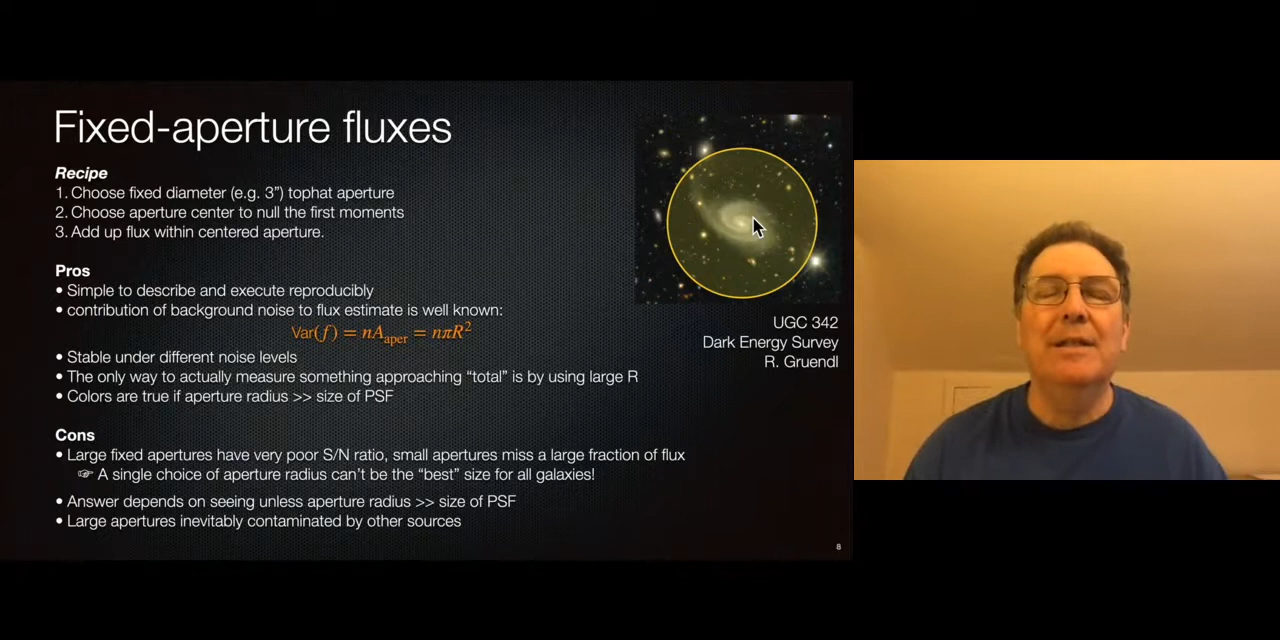 Fixed-aperture fluxes
Recipe
1. Choose fixed diameter (e.g. 3") tophat aperture
2. Choose aperture center to null the first moments
3. Add up flux within centered aperture.
Pros
• Simple to describe and execute reproducibly
• contribution of background noise to flux estimate is well known:
Var(f) = nA_aper = nπR²
• Stable under different noise levels
• The only way to actually measure something approaching “total” is by using large R
• Colors are true if aperture radius >> size of PSF
Cons
• Large fixed apertures have very poor S/N ratio, small apertures miss a large fraction of flux
☞ A single choice of aperture radius can't be the “best” size for all galaxies!
• Answer depends on seeing unless aperture radius >> size of PSF
• Large apertures inevitably contaminated by other sources
UGC 342
Dark Energy Survey
R. Gruendl
8